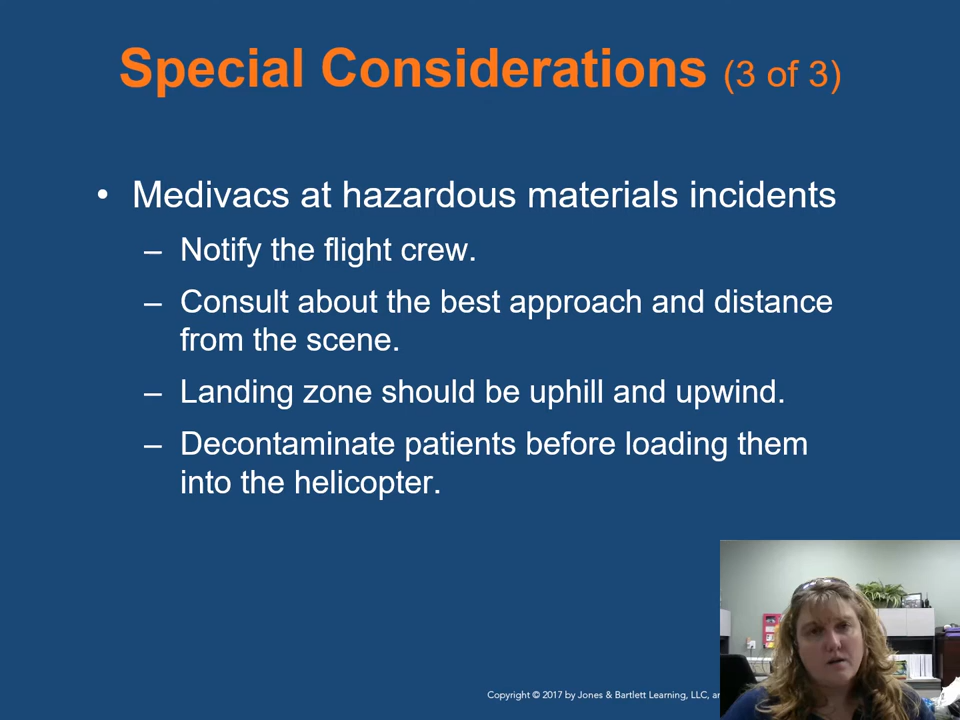 Special Considerations (3 of 3)
• Medivacs at hazardous materials incidents
– Notify the flight crew.
– Consult about the best approach and distance
from the scene.
– Landing zone should be uphill and upwind.
– Decontaminate patients before loading them
into the helicopter.
Copyright © 2017 by Jones & Bartlett Learning, LLC,